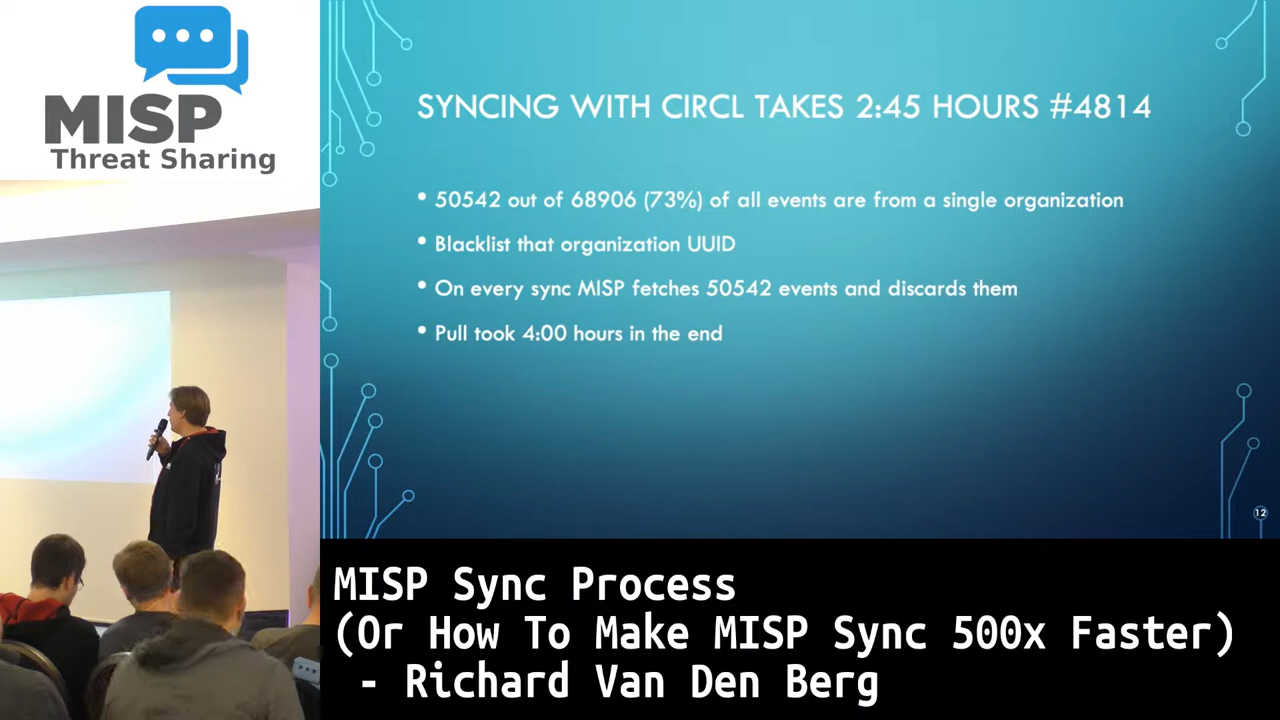 MISP
Threat Sharing
SYNCING WITH CIRCL TAKES 2:45 HOURS #4814
• 50542 out of 68906 (73%) of all events are from a single organization
• Blacklist that organization UUID
• On every sync MISP fetches 50542 events and discards them
• Pull took 4:00 hours in the end
12
MISP Sync Process
(Or How To Make MISP Sync 500x Faster)
- Richard Van Den Berg